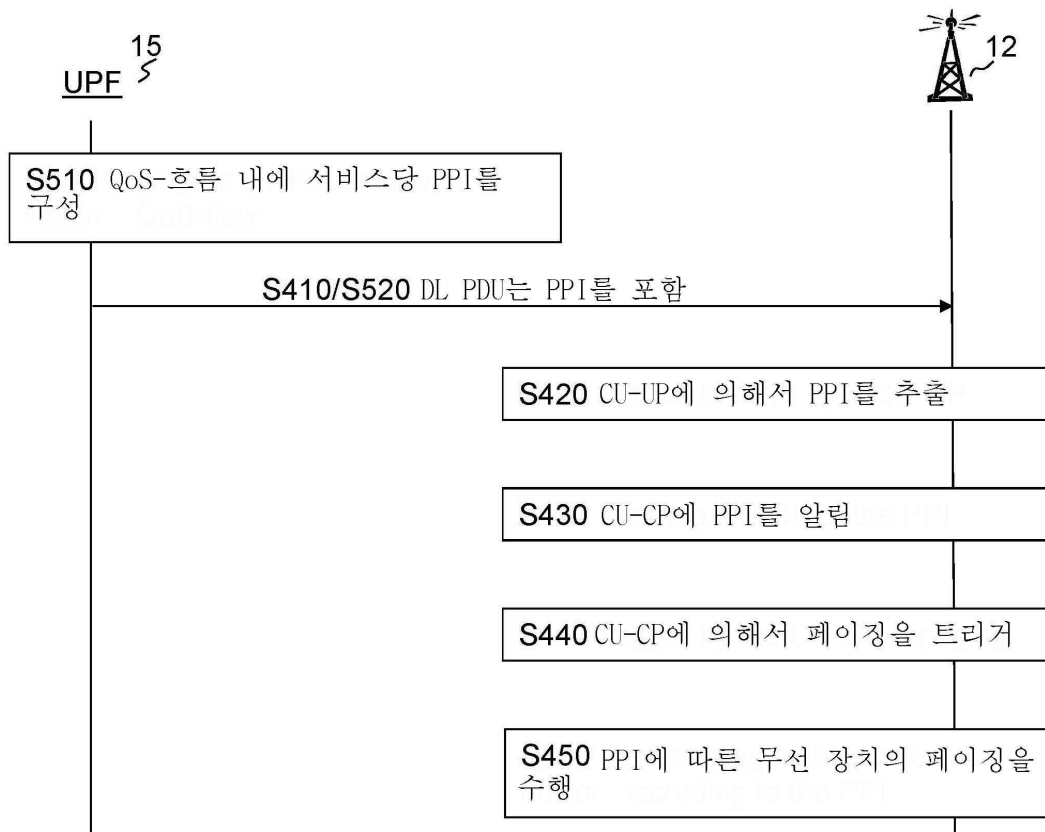 15
UPF
12
S510 QoS-흐름 내에 서비스당 PPI를
구성
S410/S520 DL PDU는 PPI를 포함
S420 CU-UP에 의해서 PPI를 추출
S430 CU-CP에 PPI를 알림
S440 CU-CP에 의해서 페이징을 트리거
S450 PPI에 따른 무선 장치의 페이징을
수행